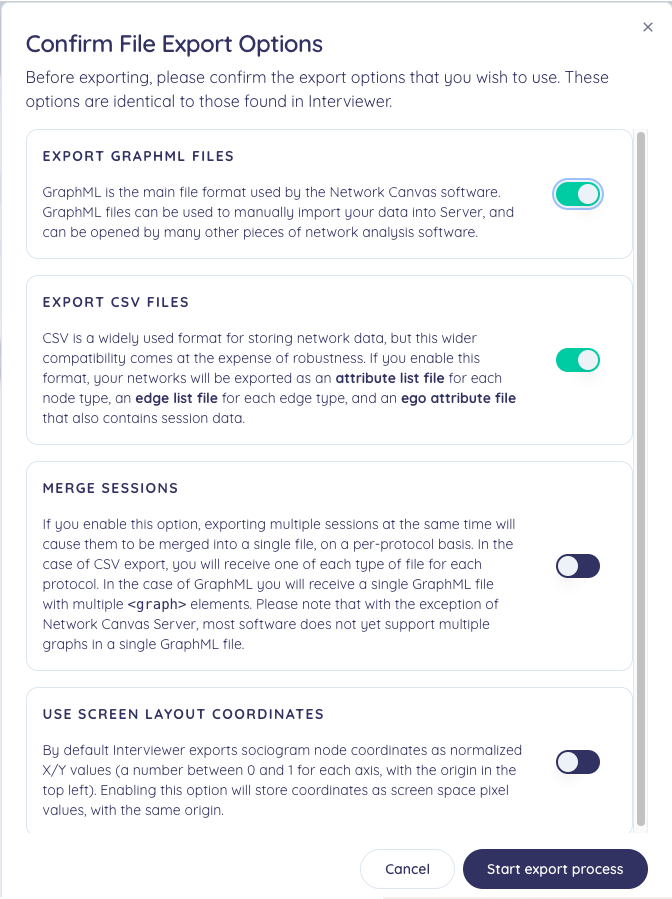 Confirm File Export Options
Before exporting, please confirm the export options that you wish to use. These
options are identical to those found in Interviewer.
EXPORT GRAPHML FILES
GraphML is the main file format used by the Network Canvas software.
GraphML files can be used to manually import your data into Server, and
can be opened by many other pieces of network analysis software.
EXPORT CSV FILES
CSV is a widely used format for storing network data, but this wider
compatibility comes at the expense of robustness. If you enable this
format, your networks will be exported as an attribute list file for each
node type, an edge list file for each edge type, and an ego attribute file
that also contains session data.
MERGE SESSIONS
If you enable this option, exporting multiple sessions at the same time will
cause them to be merged into a single file, on a per-protocol basis. In the
case of CSV export, you will receive one of each type of file for each
protocol. In the case of GraphML you will receive a single GraphML file
with multiple <graph> elements. Please note that with the exception of
Network Canvas Server, most software does not yet support multiple
graphs in a single GraphML file.
USE SCREEN LAYOUT COORDINATES
By default Interviewer exports sociogram node coordinates as normalized
X/Y values (a number between 0 and 1 for each axis, with the origin in the
top left). Enabling this option will store coordinates as screen space pixel
values, with the same origin.
Cancel
Start export process